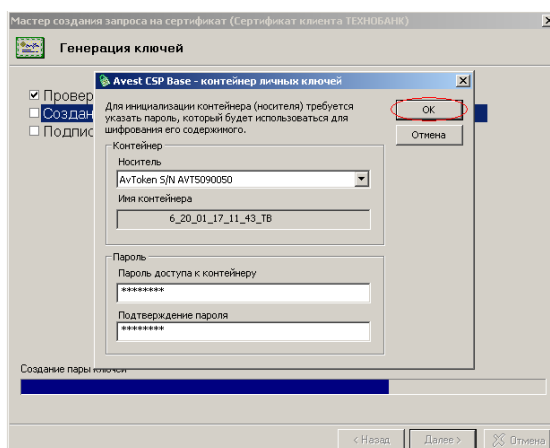 Мастер создания запроса на сертификат (Сертификат клиента ТЕХНОБАНК)
Генерация ключей
Провер
Создан
Подпис
Avest CSP Base - контейнер личных ключей
Для инициализации контейнера (носителя) требуется
указать пароль, который будет использоваться для
шифрования его содержимого.
OK
Отмена
Контейнер
Носитель
AvToken S/N AVT5090050
Имя контейнера
6_20_01_17_11_43_TB
Пароль
Пароль доступа к контейнеру
********
Подтверждение пароля
********
Создание пары ключей
< Назад
Далее >
Отмена